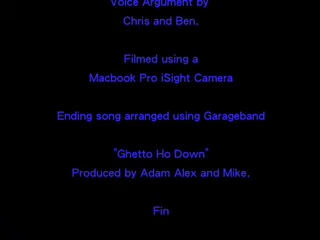 Voice Argument by
Chris and Ben.
Filmed using a
Macbook Pro iSight Camera
Ending song arranged using Garageband
"Ghetto Ho Down"
Produced by Adam Alex and Mike.
Fin